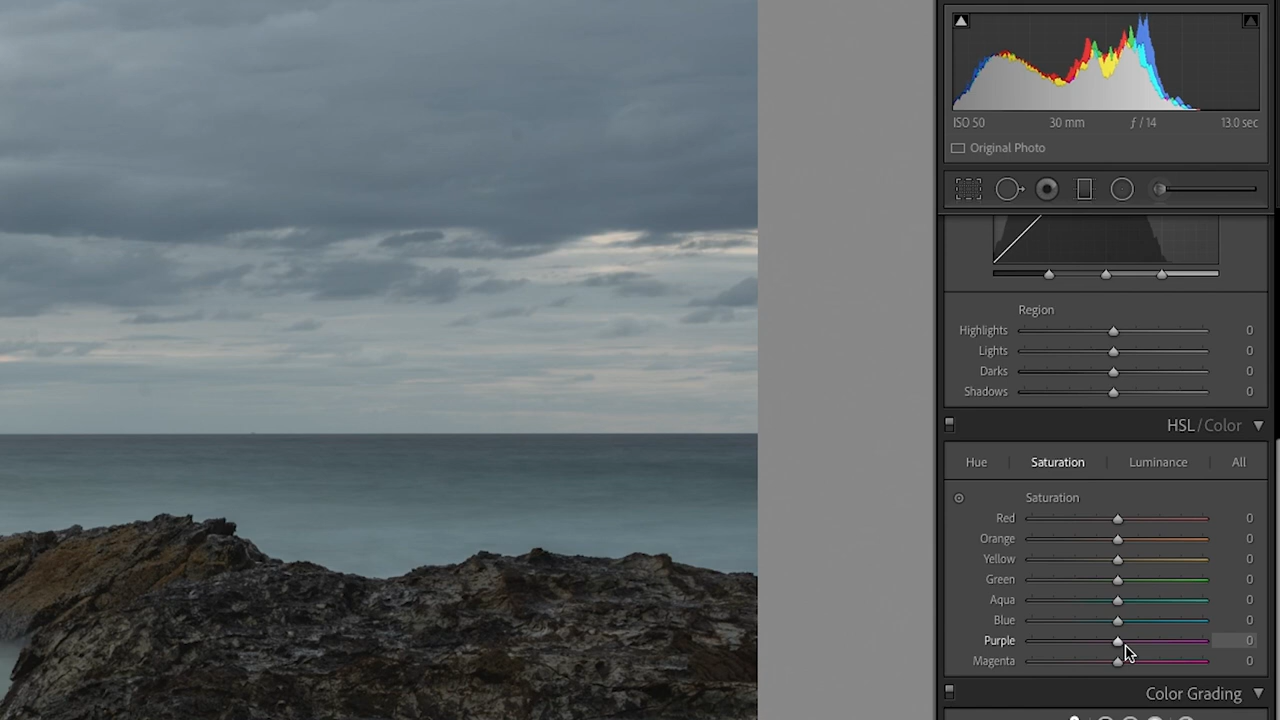 ISO 50 30 mm ƒ / 14 13.0 sec
Original Photo
Region
Highlights 0
Lights 0
Darks 0
Shadows 0
HSL / Color
Hue Saturation Luminance All
Saturation
Red 0
Orange 0
Yellow 0
Green 0
Aqua 0
Blue 0
Purple 0
Magenta 0
Color Grading